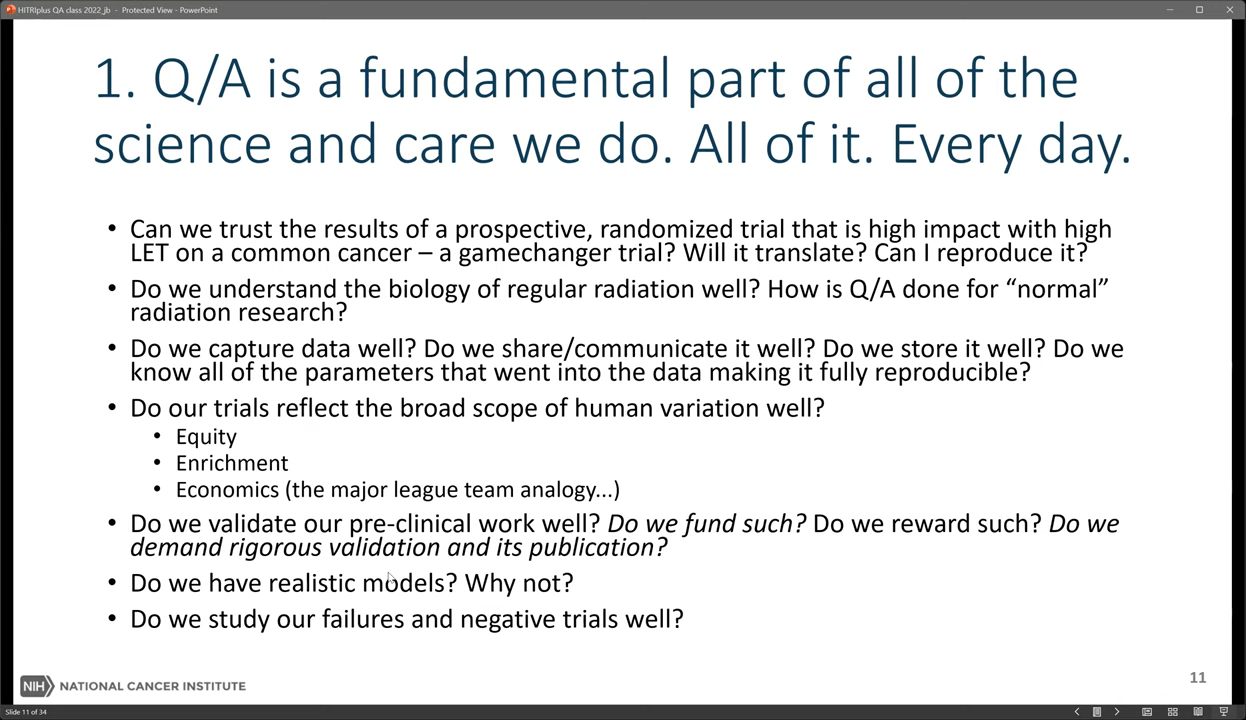 HITRIplus QA class 2022_jb - Protected View - PowerPoint
1. Q/A is a fundamental part of all of the
science and care we do. All of it. Every day.
• Can we trust the results of a prospective, randomized trial that is high impact with high
LET on a common cancer – a gamechanger trial? Will it translate? Can I reproduce it?
• Do we understand the biology of regular radiation well? How is Q/A done for “normal”
radiation research?
• Do we capture data well? Do we share/communicate it well? Do we store it well? Do we
know all of the parameters that went into the data making it fully reproducible?
• Do our trials reflect the broad scope of human variation well?
• Equity
• Enrichment
• Economics (the major league team analogy...)
• Do we validate our pre-clinical work well? Do we fund such? Do we reward such? Do we
demand rigorous validation and its publication?
• Do we have realistic models? Why not?
• Do we study our failures and negative trials well?
NIH NATIONAL CANCER INSTITUTE
11
Slide 11 of 34